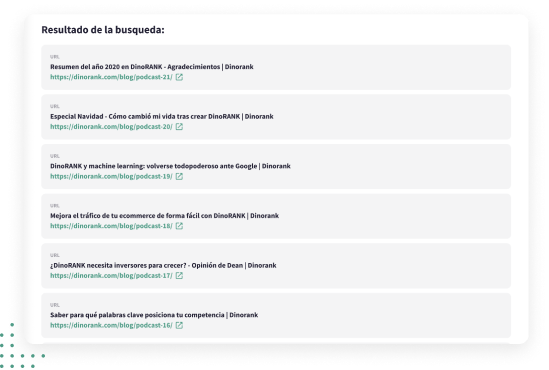 Resultado de la busqueda:
URL
Resumen del año 2020 en DinoRANK - Agradecimientos | Dinorank
https://dinorank.com/blog/podcast-21/
URL
Especial Navidad - Cómo cambió mi vida tras crear DinoRANK | Dinorank
https://dinorank.com/blog/podcast-20/
URL
DinoRANK y machine learning: volverse todopoderoso ante Google | Dinorank
https://dinorank.com/blog/podcast-19/
URL
Mejora el tráfico de tu ecommerce de forma fácil con DinoRANK | Dinorank
https://dinorank.com/blog/podcast-18/
URL
¿DinoRANK necesita inversores para crecer? - Opinión de Dean | Dinorank
https://dinorank.com/blog/podcast-17/
URL
Saber para qué palabras clave posiciona tu competencia | Dinorank
https://dinorank.com/blog/podcast-16/